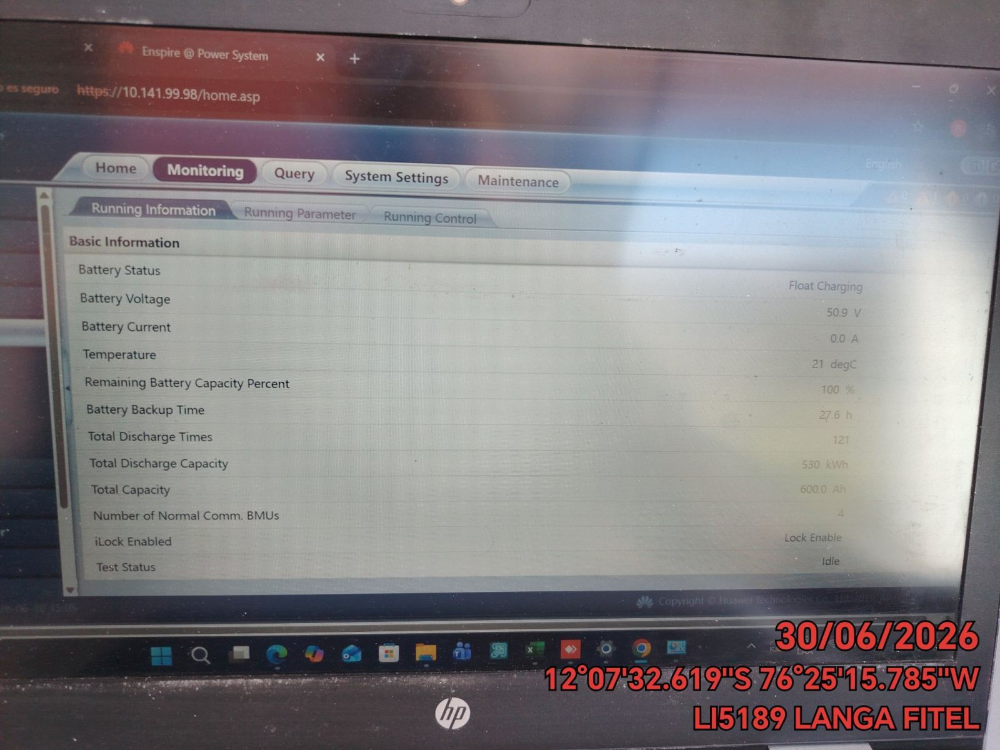 Enspire @ Power System
es seguro https://10.141.99.98/home.asp
English
Home Monitoring Query System Settings Maintenance
Running Information Running Parameter Running Control
Basic Information
Battery Status Float Charging
Battery Voltage 50.9 V
Battery Current 0.0 A
Temperature 21 degC
Remaining Battery Capacity Percent 100 %
Battery Backup Time 27.6 h
Total Discharge Times 121
Total Discharge Capacity 530 kWh
Total Capacity 600.0 Ah
Number of Normal Comm. BMUs 4
iLock Enabled Lock Enable
Test Status Idle
Copyright © Huawei Technologies Co., Ltd. 2019
30/06/2026
12°07'32.619"S 76°25'15.785"W
LI5189 LANGA FITEL
hp